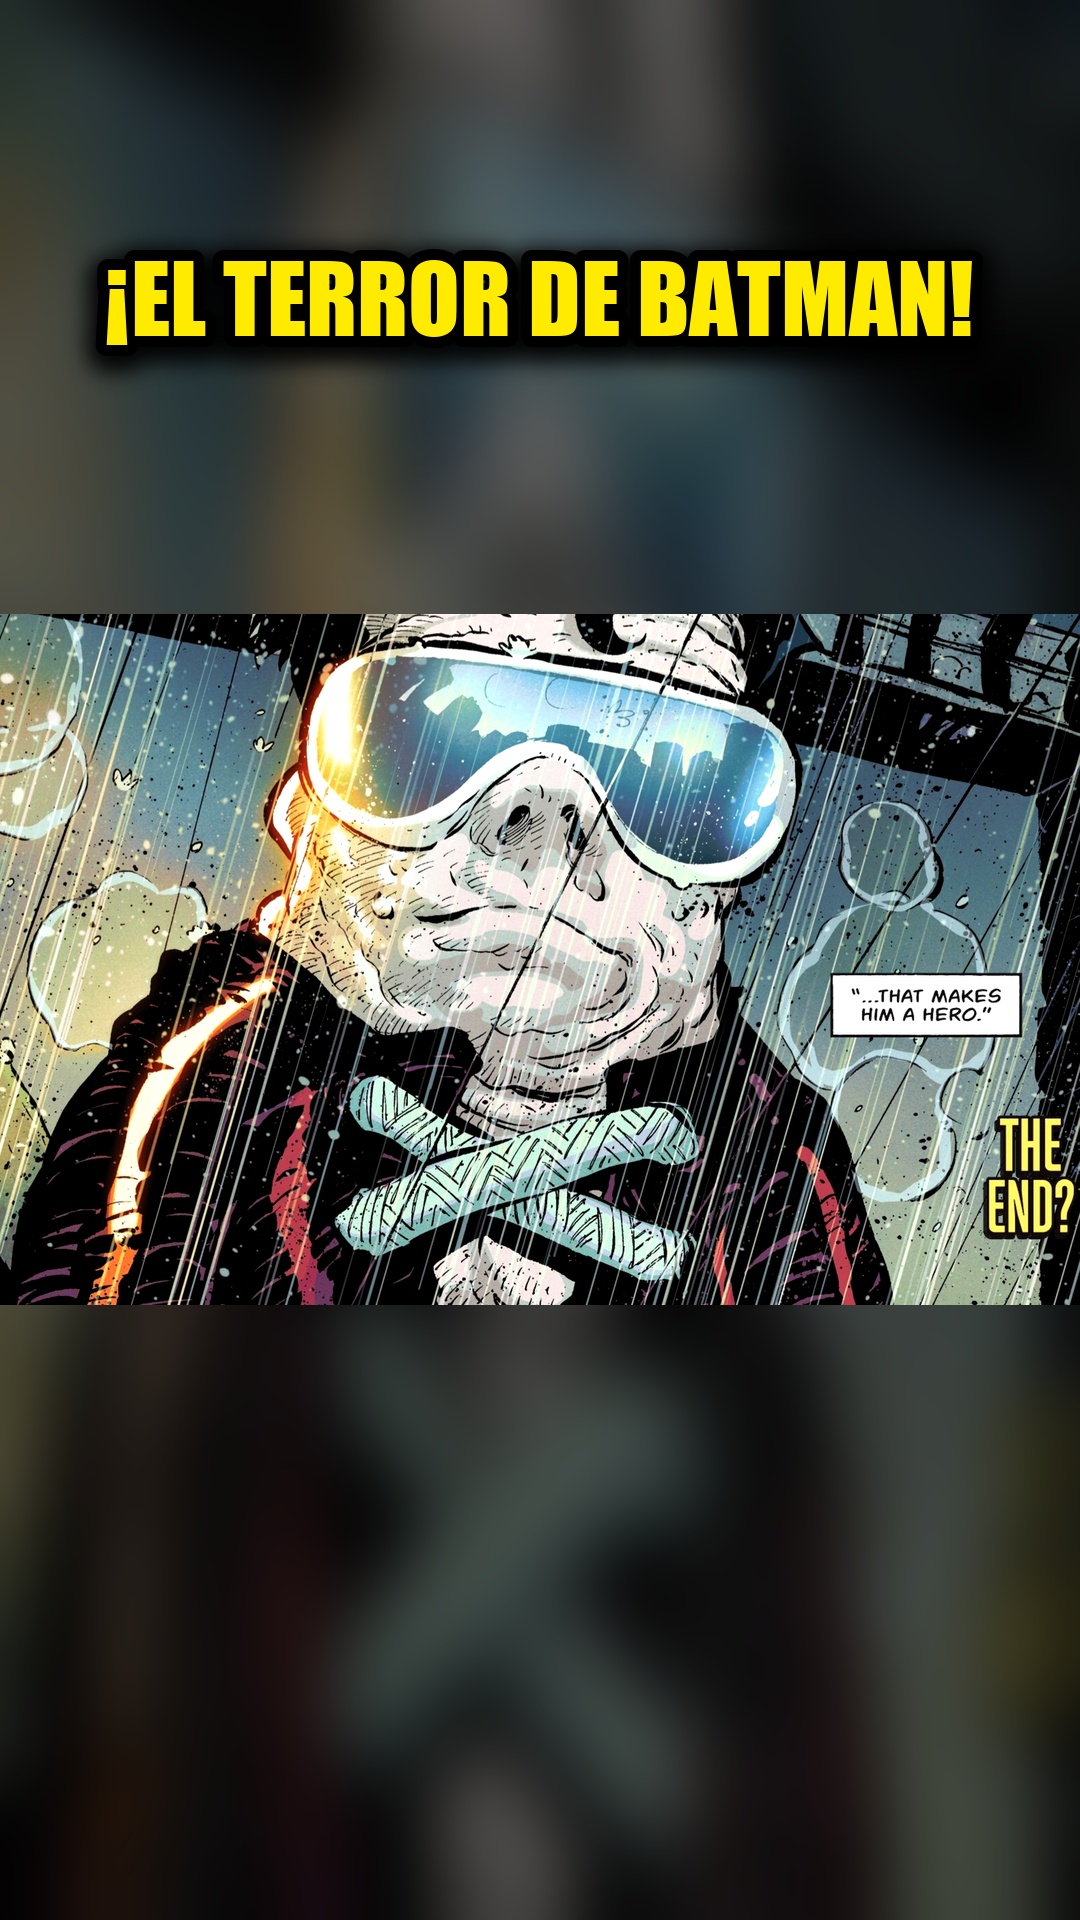 ¡EL TERROR DE BATMAN!
"...THAT MAKES
HIM A HERO."
THE
END?